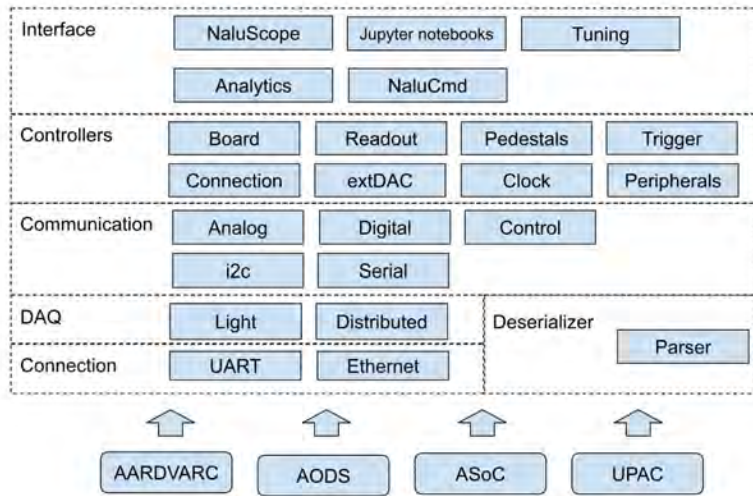 Interface NaluScope Jupyter notebooks Tuning
Analytics NaluCmd
Controllers Board Readout Pedestals Trigger
Connection extDAC Clock Peripherals
Communication Analog Digital Control
i2c Serial
DAQ Light Distributed Deserializer
Parser
Connection UART Ethernet
AARDVARC AODS ASoC UPAC